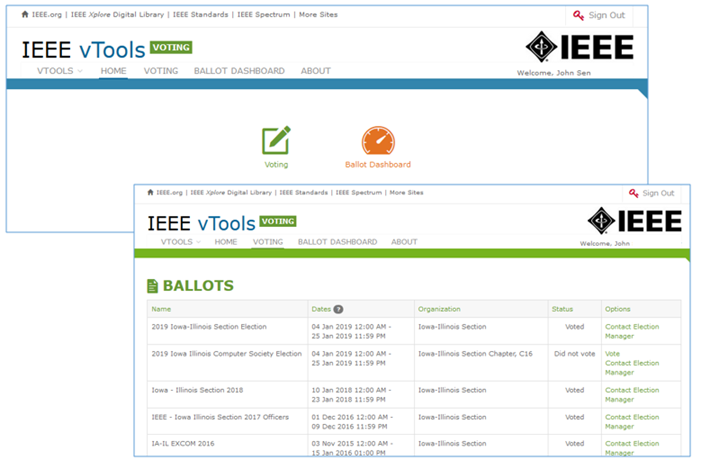 IEEE.org | IEEE Xplore Digital Library | IEEE Standards | IEEE Spectrum | More Sites
Sign Out
IEEE vTools VOTING
IEEE
VTOOLS HOME VOTING BALLOT DASHBOARD ABOUT
Welcome, John Sen
Voting
Ballot Dashboard
IEEE.org | IEEE Xplore Digital Library | IEEE Standards | IEEE Spectrum | More Sites
Sign Out
IEEE vTools VOTING
IEEE
VTOOLS HOME VOTING BALLOT DASHBOARD ABOUT
Welcome, John
BALLOTS
Name Dates ? Organization Status Options
2019 Iowa-Illinois Section Election 04 Jan 2019 12:00 AM - Iowa-Illinois Section Voted Contact Election
25 Jan 2019 11:59 PM Manager
2019 Iowa Illinois Computer Society Election 04 Jan 2019 12:00 AM - Iowa-Illinois Section Chapter, C16 Did not vote Vote
25 Jan 2019 11:59 PM Contact Election
Manager
Iowa - Illinois Section 2018 10 Jan 2018 12:00 AM - Iowa-Illinois Section Voted Contact Election
23 Jan 2018 11:59 PM Manager
IEEE - Iowa Illinois Section 2017 Officers 01 Dec 2016 12:00 AM - Iowa-Illinois Section Voted Contact Election
09 Dec 2016 11:59 PM Manager
IA-IL EXCOM 2016 03 Nov 2015 12:00 AM - Iowa-Illinois Section Voted Contact Election
15 Jan 2016 01:00 AM Manager